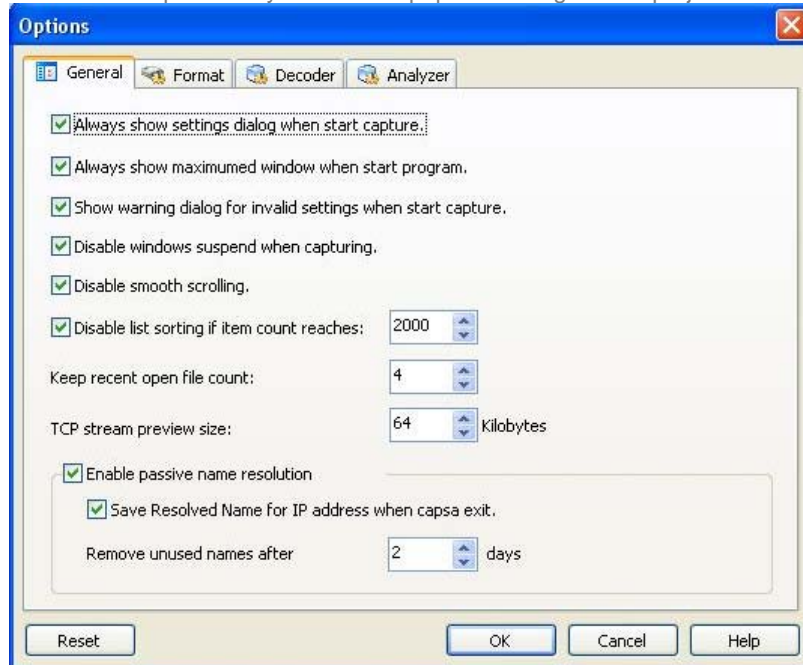 Options
General Format Decoder Analyzer
Always show settings dialog when start capture.
Always show maximumed window when start program.
Show warning dialog for invalid settings when start capture.
Disable windows suspend when capturing.
Disable smooth scrolling.
Disable list sorting if item count reaches: 2000
Keep recent open file count: 4
TCP stream preview size: 64 Kilobytes
Enable passive name resolution
Save Resolved Name for IP address when capsa exit.
Remove unused names after 2 days
Reset OK Cancel Help